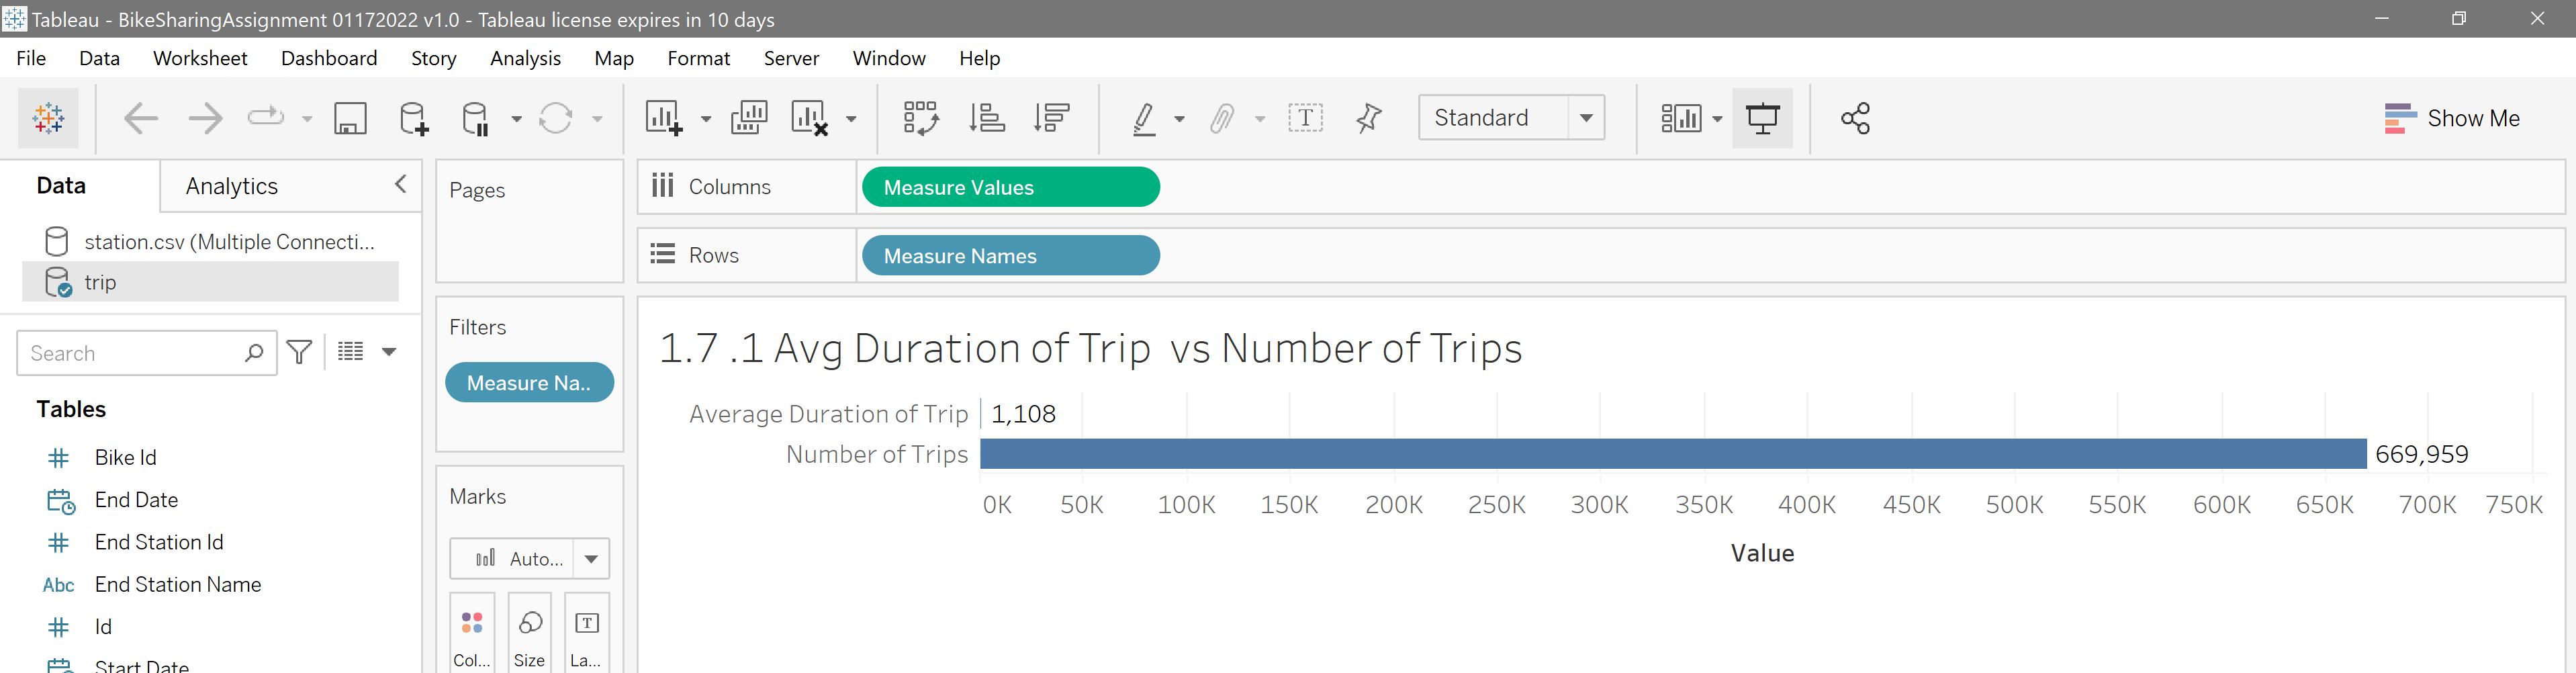 Tableau - BikeSharingAssignment 01172022 v1.0 - Tableau license expires in 10 days
File Data Worksheet Dashboard Story Analysis Map Format Server Window Help
Standard
Show Me
Data Analytics
station.csv (Multiple Connecti...
trip
Search
Tables
Bike Id
End Date
End Station Id
Abc End Station Name
Id
Start Date
Pages
Filters
Measure Na..
Marks
Auto...
Col... Size La...
Columns Measure Values
Rows Measure Names
1.7 .1 Avg Duration of Trip  vs Number of Trips
Average Duration of Trip 1,108
Number of Trips 669,959
0K 50K 100K 150K 200K 250K 300K 350K 400K 450K 500K 550K 600K 650K 700K 750K
Value